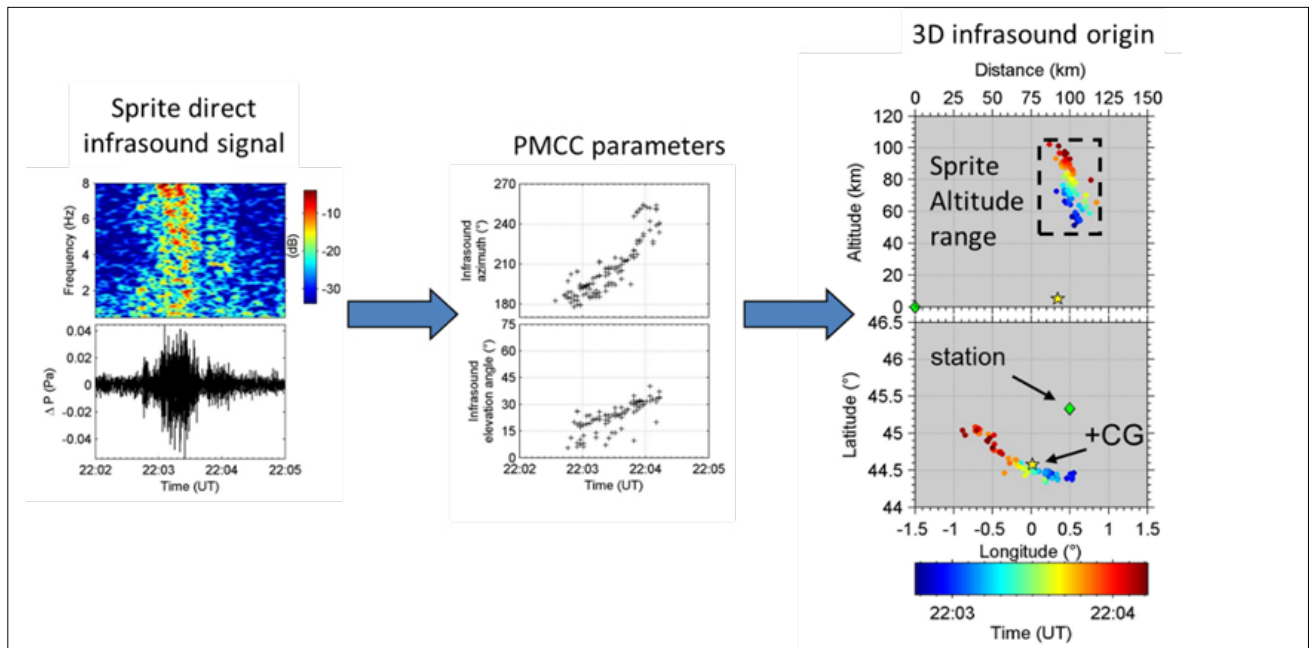 Sprite direct
infrasound signal
8
6
4
2
Frequency (Hz)
-10
-20
-30
(dB)
0.04
0.02
0
-0.02
-0.04
Δ P (Pa)
22:02 22:03 22:04 22:05
Time (UT)
PMCC parameters
270
240
210
180
Infrasound
azimuth (°)
75
60
45
30
15
0
Infrasound
elevation angle (°)
22:02 22:03 22:04 22:05
Time (UT)
3D infrasound origin
Distance (km)
0 25 50 75 100 125 150
120
100
80
60
40
20
0
Altitude (km)
Sprite
Altitude
range
46.5
46
45.5
45
44.5
44
Latitude (°)
station
+CG
-1.5 -1 -0.5 0 0.5 1 1.5
Longitude (°)
22:03 22:04
Time (UT)